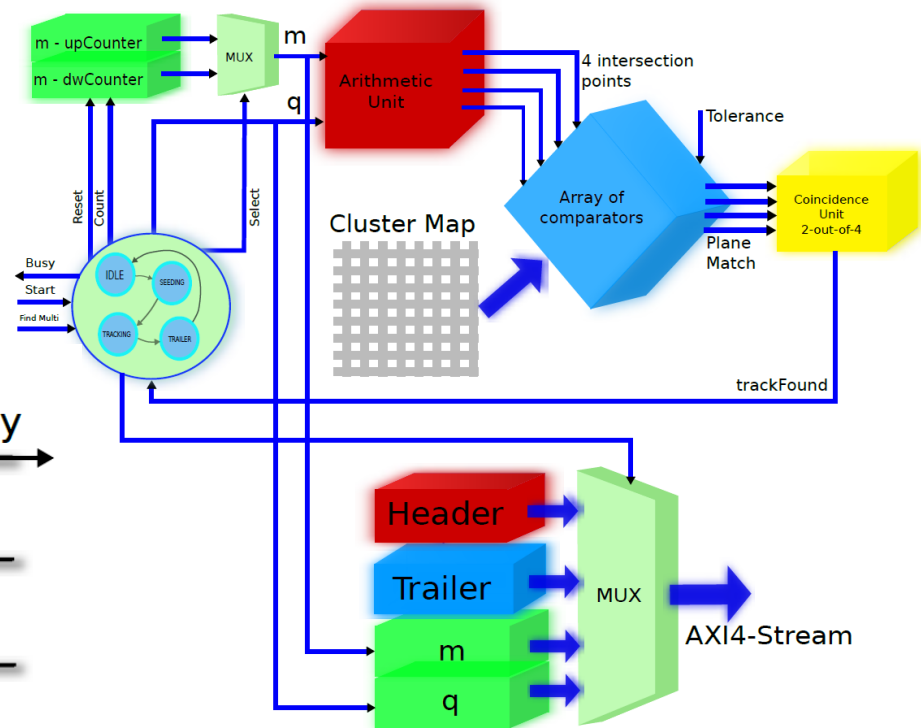 m - upCounter
m - dwCounter
MUX
m
q
Arithmetic
Unit
4 intersection
points
Tolerance
Array of
comparators
Coincidence
Unit
2-out-of-4
Plane
Match
Reset
Count
Select
Cluster Map
Busy
Start
Find Multi
IDLE
SEEDING
TRACKING
TRAILER
trackFound
y
Header
Trailer
m
q
MUX
AXI4-Stream